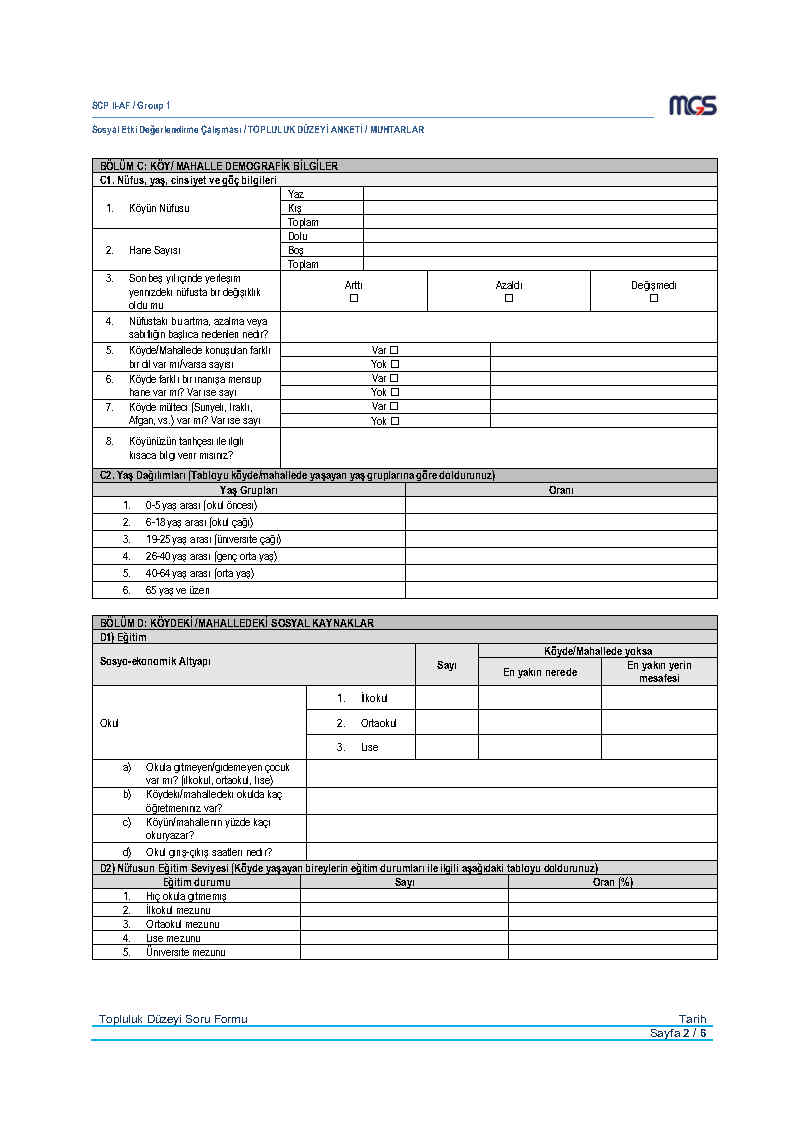 SCP II-AF / Group 1
MGS
Sosyal Etki Değerlendirme Çalışması / TOPLULUK DÜZEYİ ANKETİ / MUHTARLAR
BÖLÜM C: KÖY/ MAHALLE DEMOGRAFİK BİLGİLER
C1. Nüfus, yaş, cinsiyet ve göç bilgileri
1. Köyün Nüfusu
Yaz
Kış
Toplam
2. Hane Sayısı
Dolu
Boş
Toplam
3. Son beş yıl içinde yerleşim
yerinizdeki nüfusta bir değişiklik
oldu mu
Arttı
☐
Azaldı
☐
Değişmedi
☐
4. Nüfustaki bu artma, azalma veya
sabitliğin başlıca nedenleri nedir?
5. Köyde/Mahallede konuşulan farklı
bir dil var mı/varsa sayısı
Var ☐
Yok ☐
6. Köyde farklı bir inanışa mensup
hane var mı? Var ise sayı
Var ☐
Yok ☐
7. Köyde mülteci (Suriyeli, Iraklı,
Afgan, vs.) var mı? Var ise sayı
Var ☐
Yok ☐
8. Köyünüzün tarihçesi ile ilgili
kısaca bilgi verir misiniz?
C2. Yaş Dağılımları (Tabloyu köyde/mahallede yaşayan yaş gruplarına göre doldurunuz)
Yaş Grupları Oranı
1. 0-5 yaş arası (okul öncesi)
2. 6-18 yaş arası (okul çağı)
3. 19-25 yaş arası (üniversite çağı)
4. 26-40 yaş arası (genç orta yaş)
5. 40-64 yaş arası (orta yaş)
6. 65 yaş ve üzeri
BÖLÜM D: KÖYDEKİ /MAHALLEDEKİ SOSYAL KAYNAKLAR
D1) Eğitim
Sosyo-ekonomik Altyapı
Sayı
Köyde/Mahallede yoksa
En yakın nerede
En yakın yerin
mesafesi
Okul
1. İlkokul
2. Ortaokul
3. Lise
a) Okula gitmeyen/gidemeyen çocuk
var mı? (ilkokul, ortaokul, lise)
b) Köydeki/mahalledeki okulda kaç
öğretmeniniz var?
c) Köyün/mahallenin yüzde kaçı
okuryazar?
d) Okul giriş-çıkış saatleri nedir?
D2) Nüfusun Eğitim Seviyesi (Köyde yaşayan bireylerin eğitim durumları ile ilgili aşağıdaki tabloyu doldurunuz)
Eğitim durumu Sayı Oran (%)
1. Hiç okula gitmemiş
2. İlkokul mezunu
3. Ortaokul mezunu
4. Lise mezunu
5. Üniversite mezunu
Topluluk Düzeyi Soru Formu Tarih
Sayfa 2 / 6